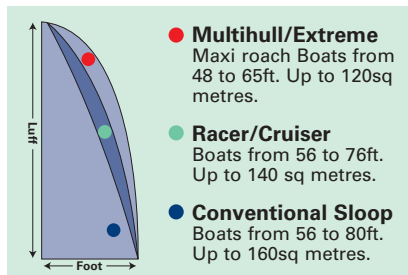 Luff
Foot
Multihull/Extreme
Maxi roach Boats from
48 to 65ft. Up to 120sq
metres.
Racer/Cruiser
Boats from 56 to 76ft.
Up to 140 sq metres.
Conventional Sloop
Boats from 56 to 80ft.
Up to 160sq metres.